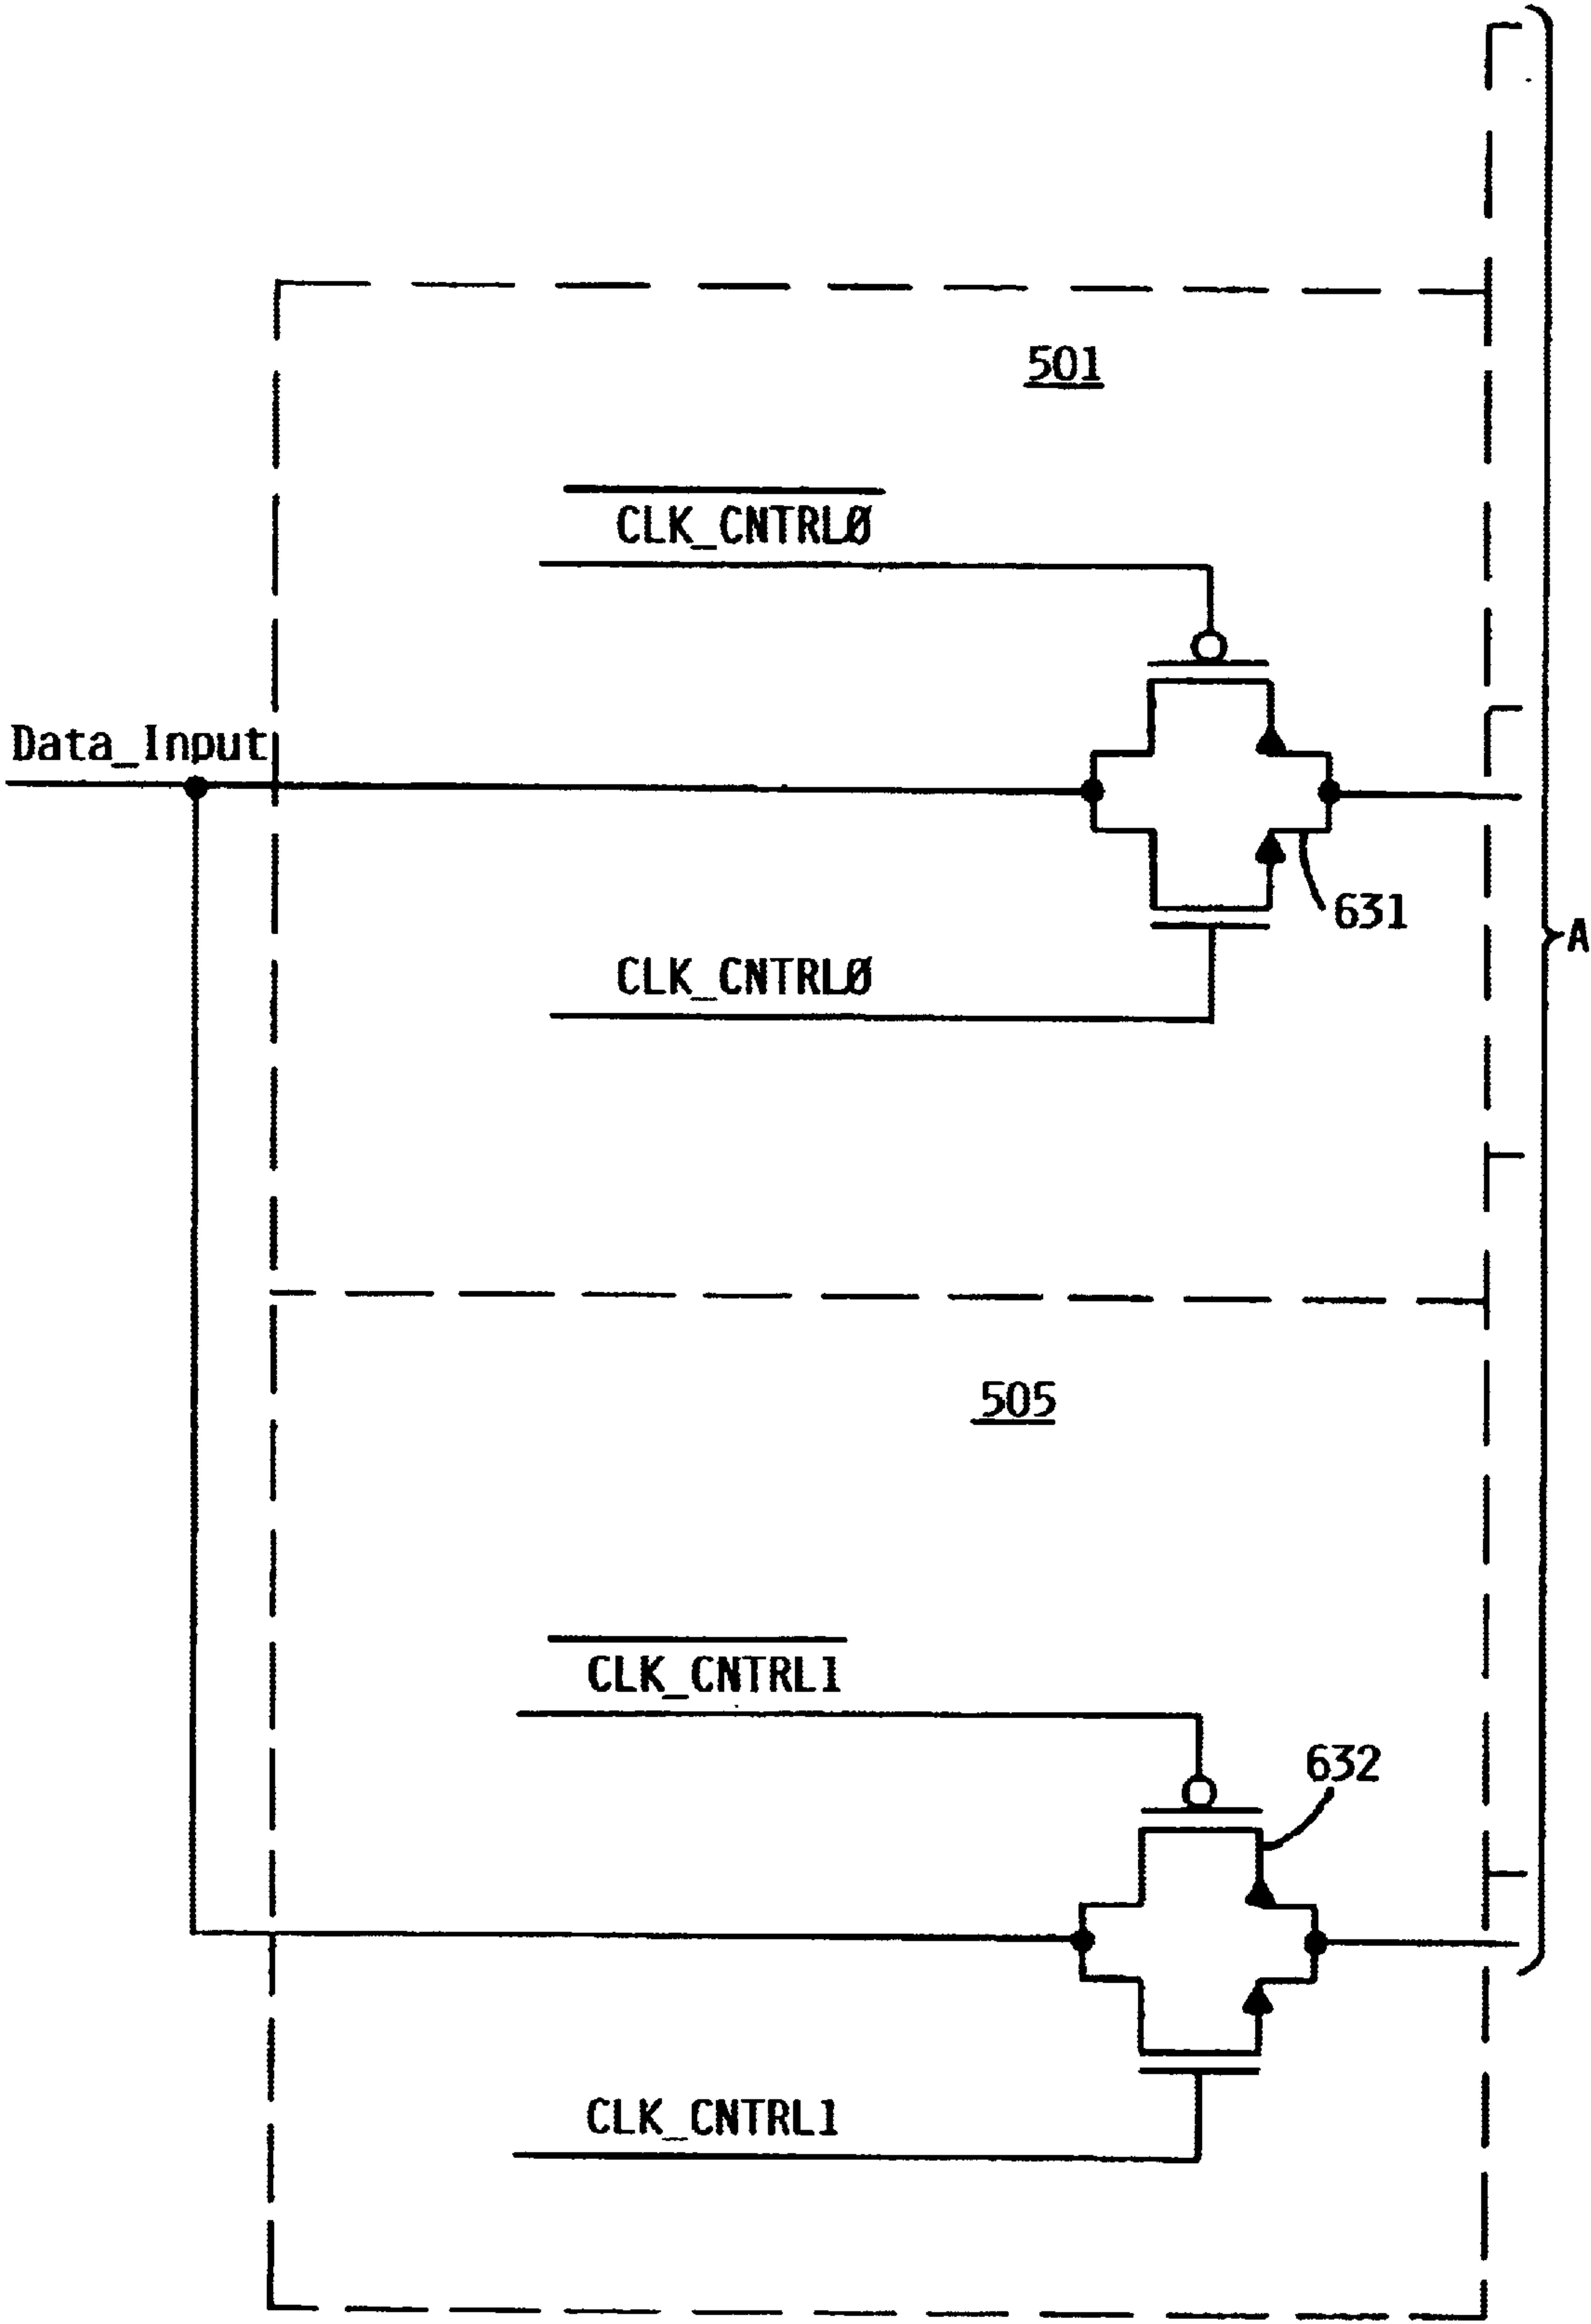 501
CLK_CNTRLØ
Data_Input
631
A
CLK_CNTRLØ
505
CLK_CNTRL1
632
CLK_CNTRL1